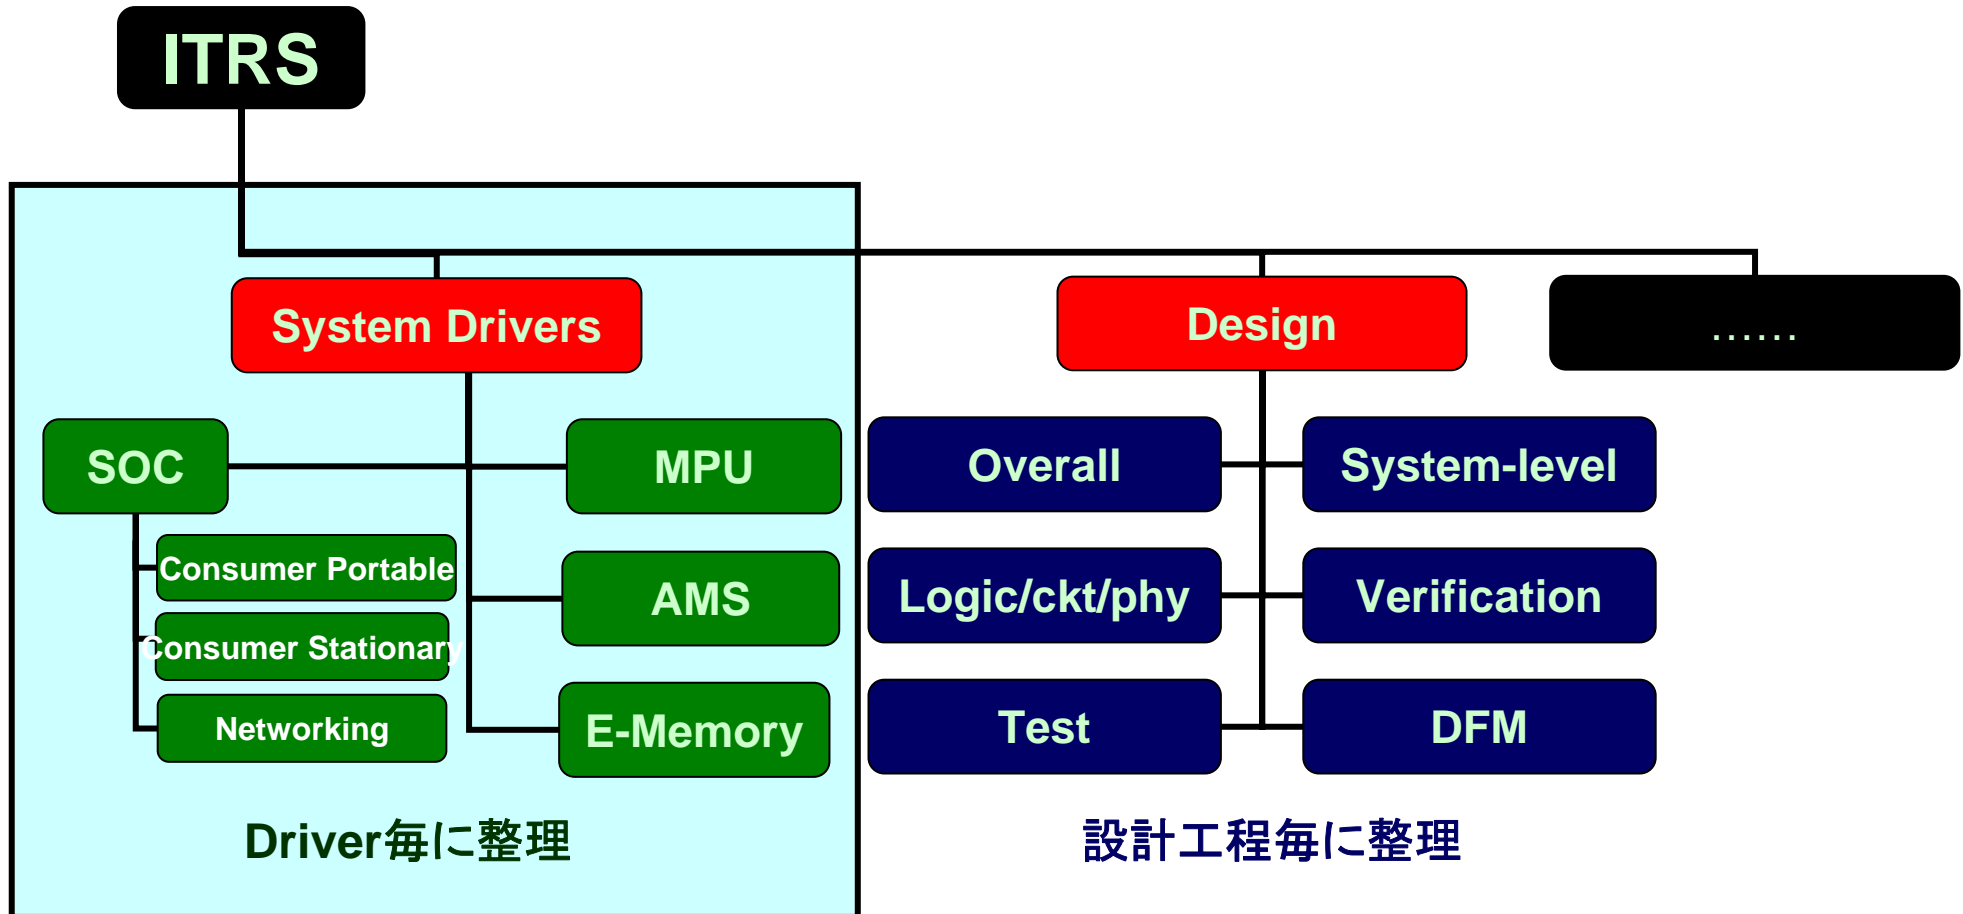 ITRS
System Drivers
Design
......
SOC
MPU
Overall
System-level
Consumer Portable
AMS
Logic/ckt/phy
Verification
Consumer Stationary
Networking
E-Memory
Test
DFM
Driver毎に整理
設計工程毎に整理